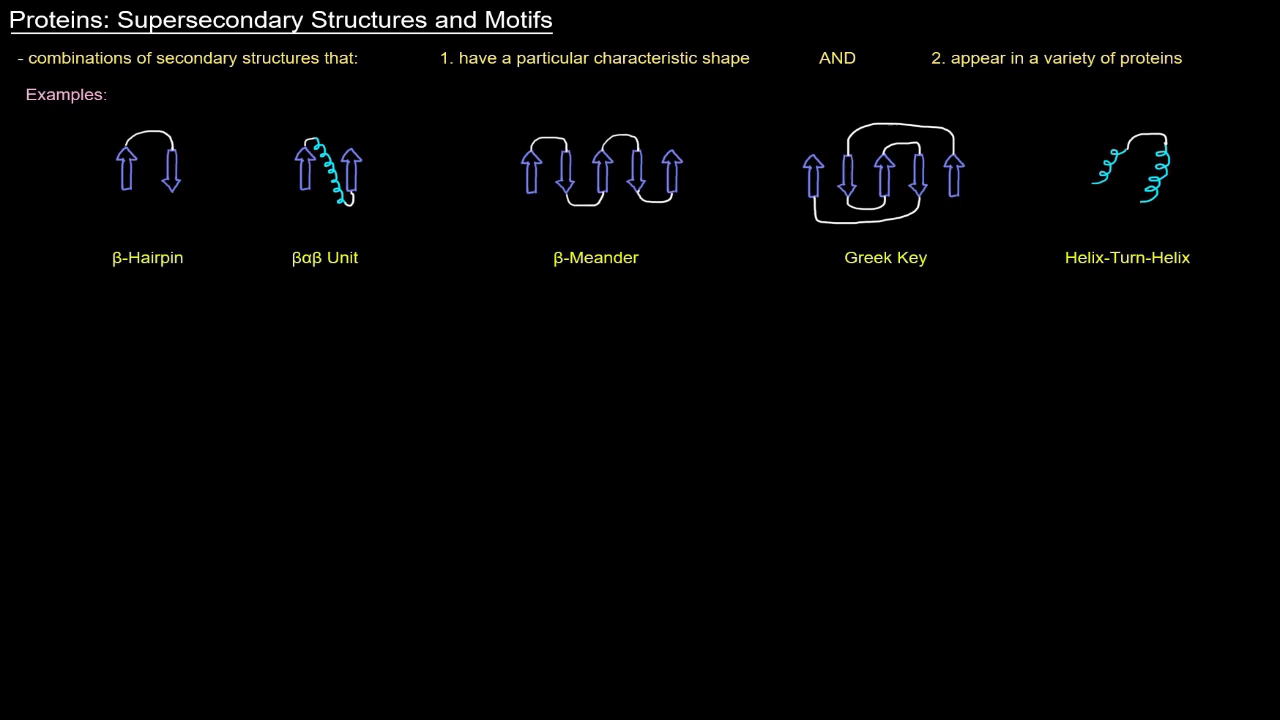 Proteins: Supersecondary Structures and Motifs
- combinations of secondary structures that: 1. have a particular characteristic shape AND 2. appear in a variety of proteins
Examples:
β-Hairpin βαβ Unit β-Meander Greek Key Helix-Turn-Helix